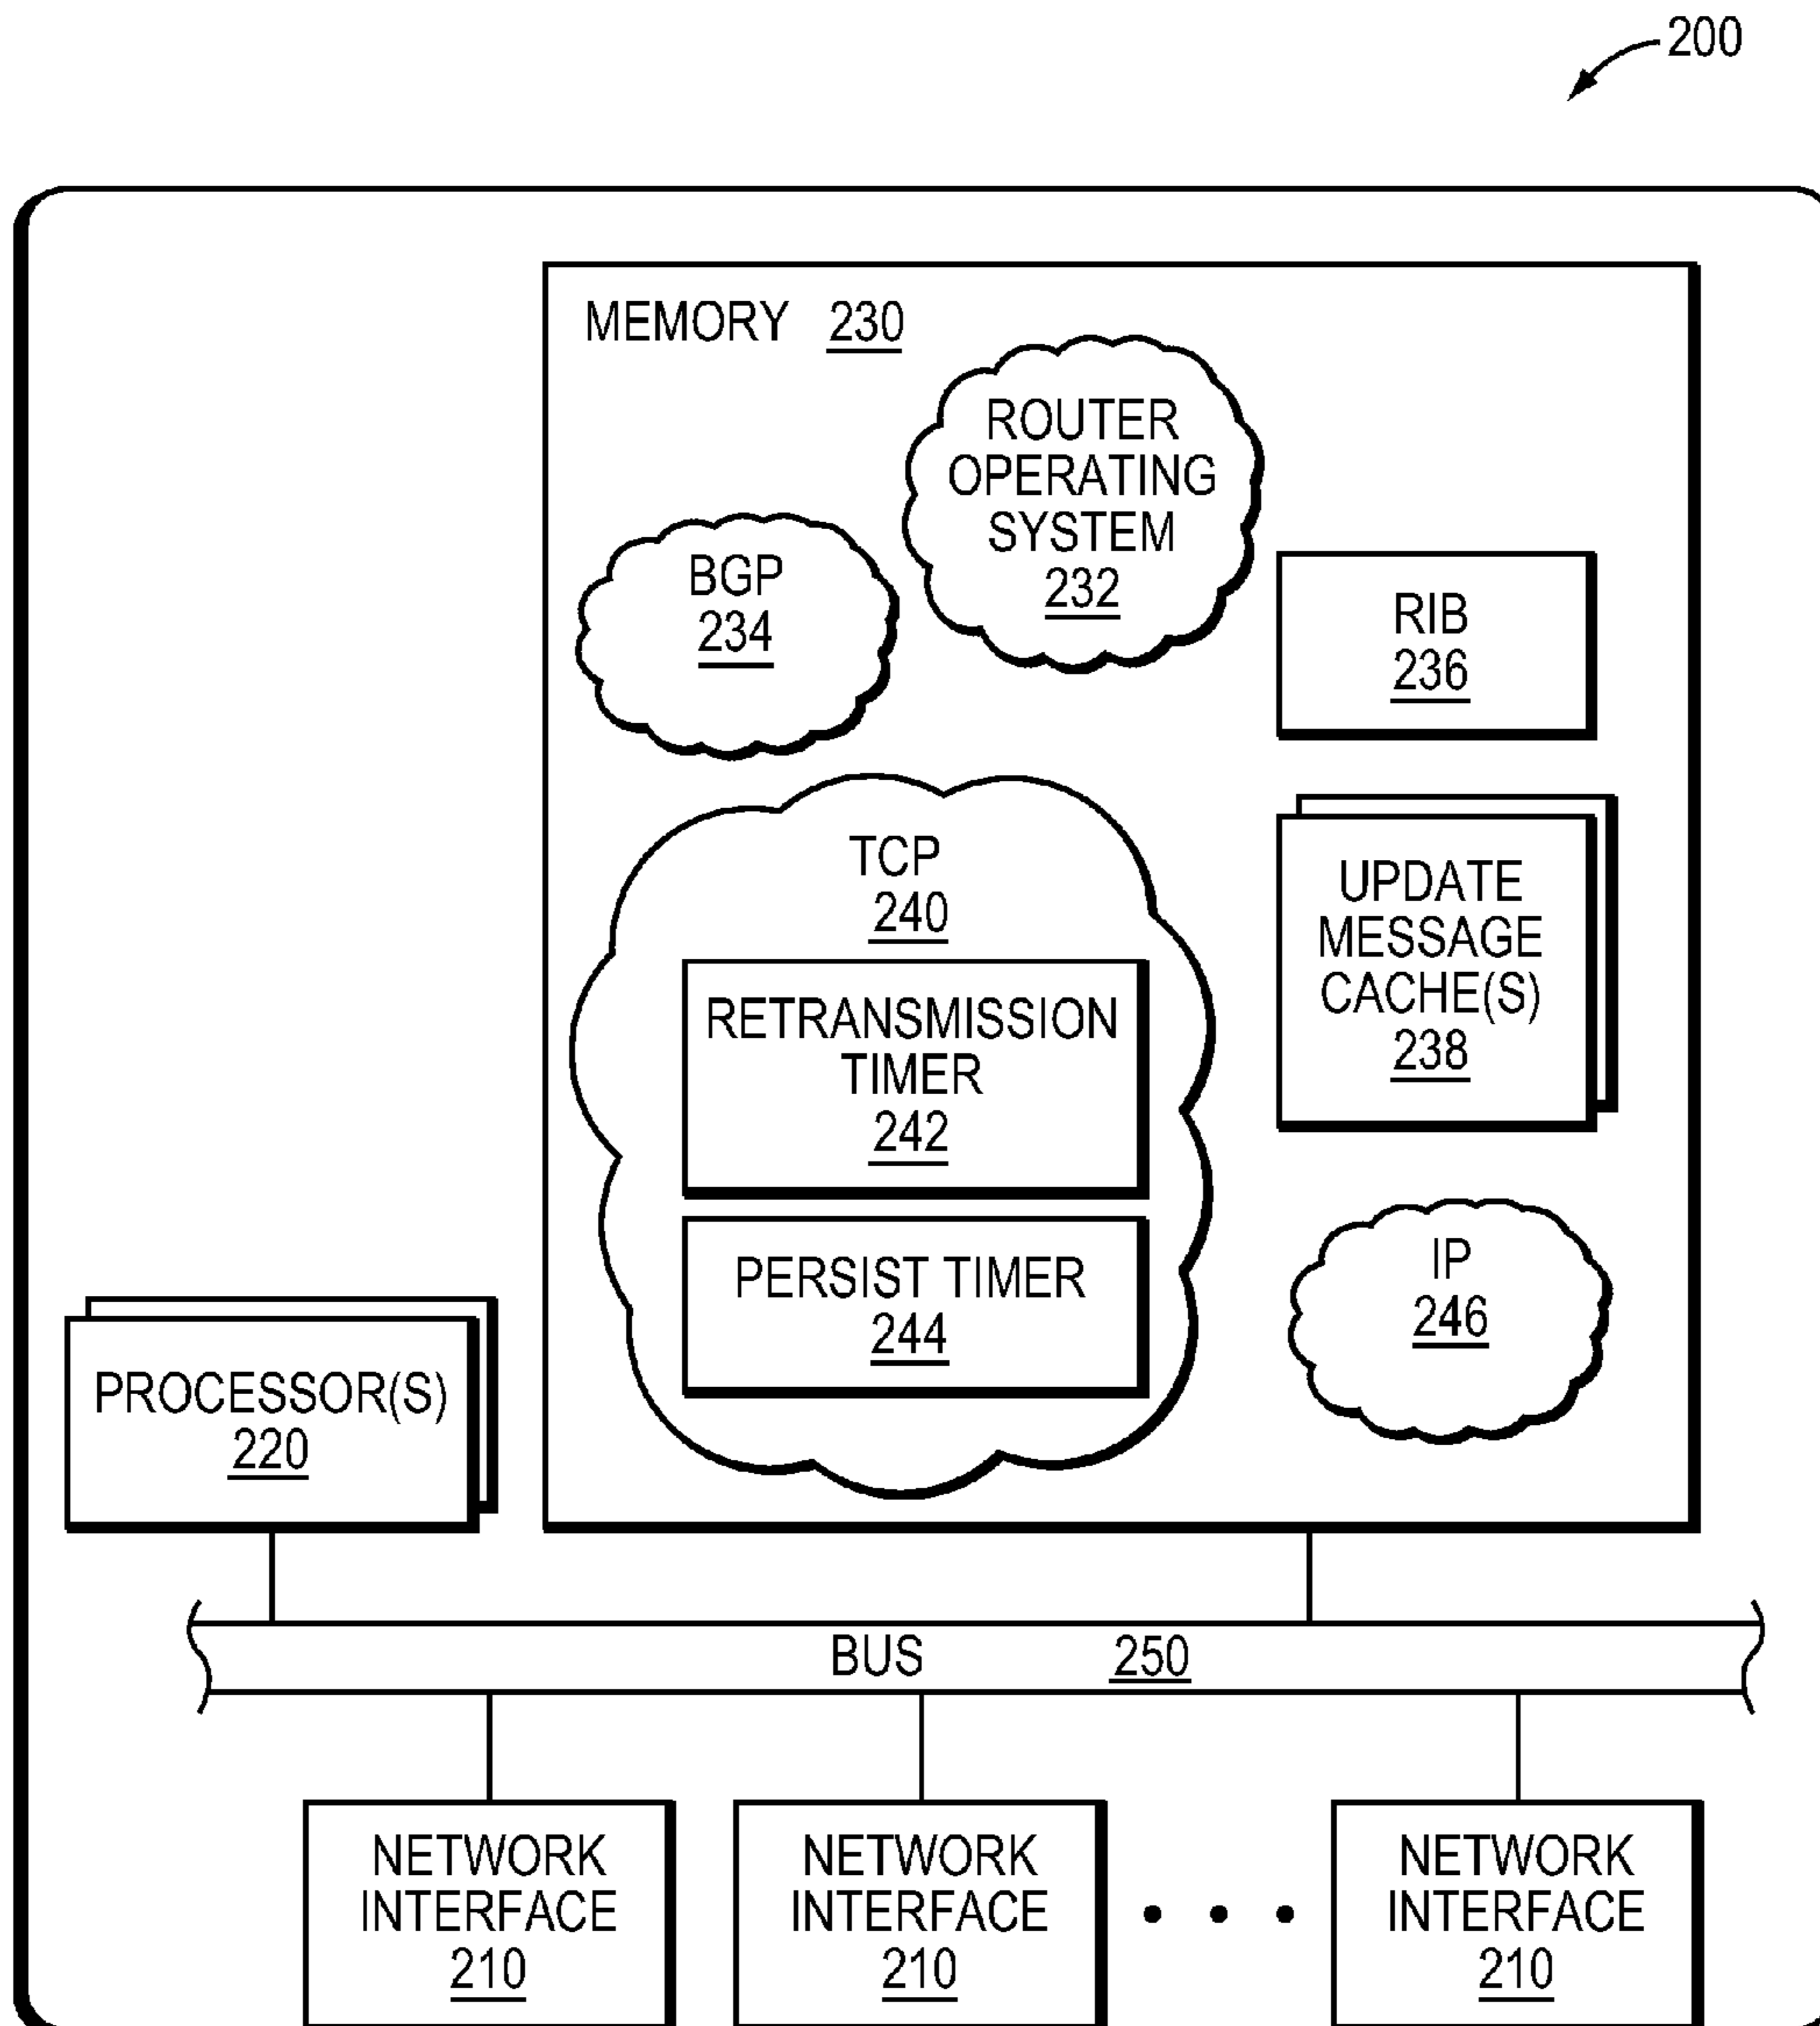 200
MEMORY 230
ROUTER
OPERATING
SYSTEM
232
BGP
234
RIB
236
TCP
240
RETRANSMISSION
TIMER
242
PERSIST TIMER
244
UPDATE
MESSAGE
CACHE(S)
238
IP
246
PROCESSOR(S)
220
BUS 250
NETWORK
INTERFACE
210
NETWORK
INTERFACE
210
NETWORK
INTERFACE
210